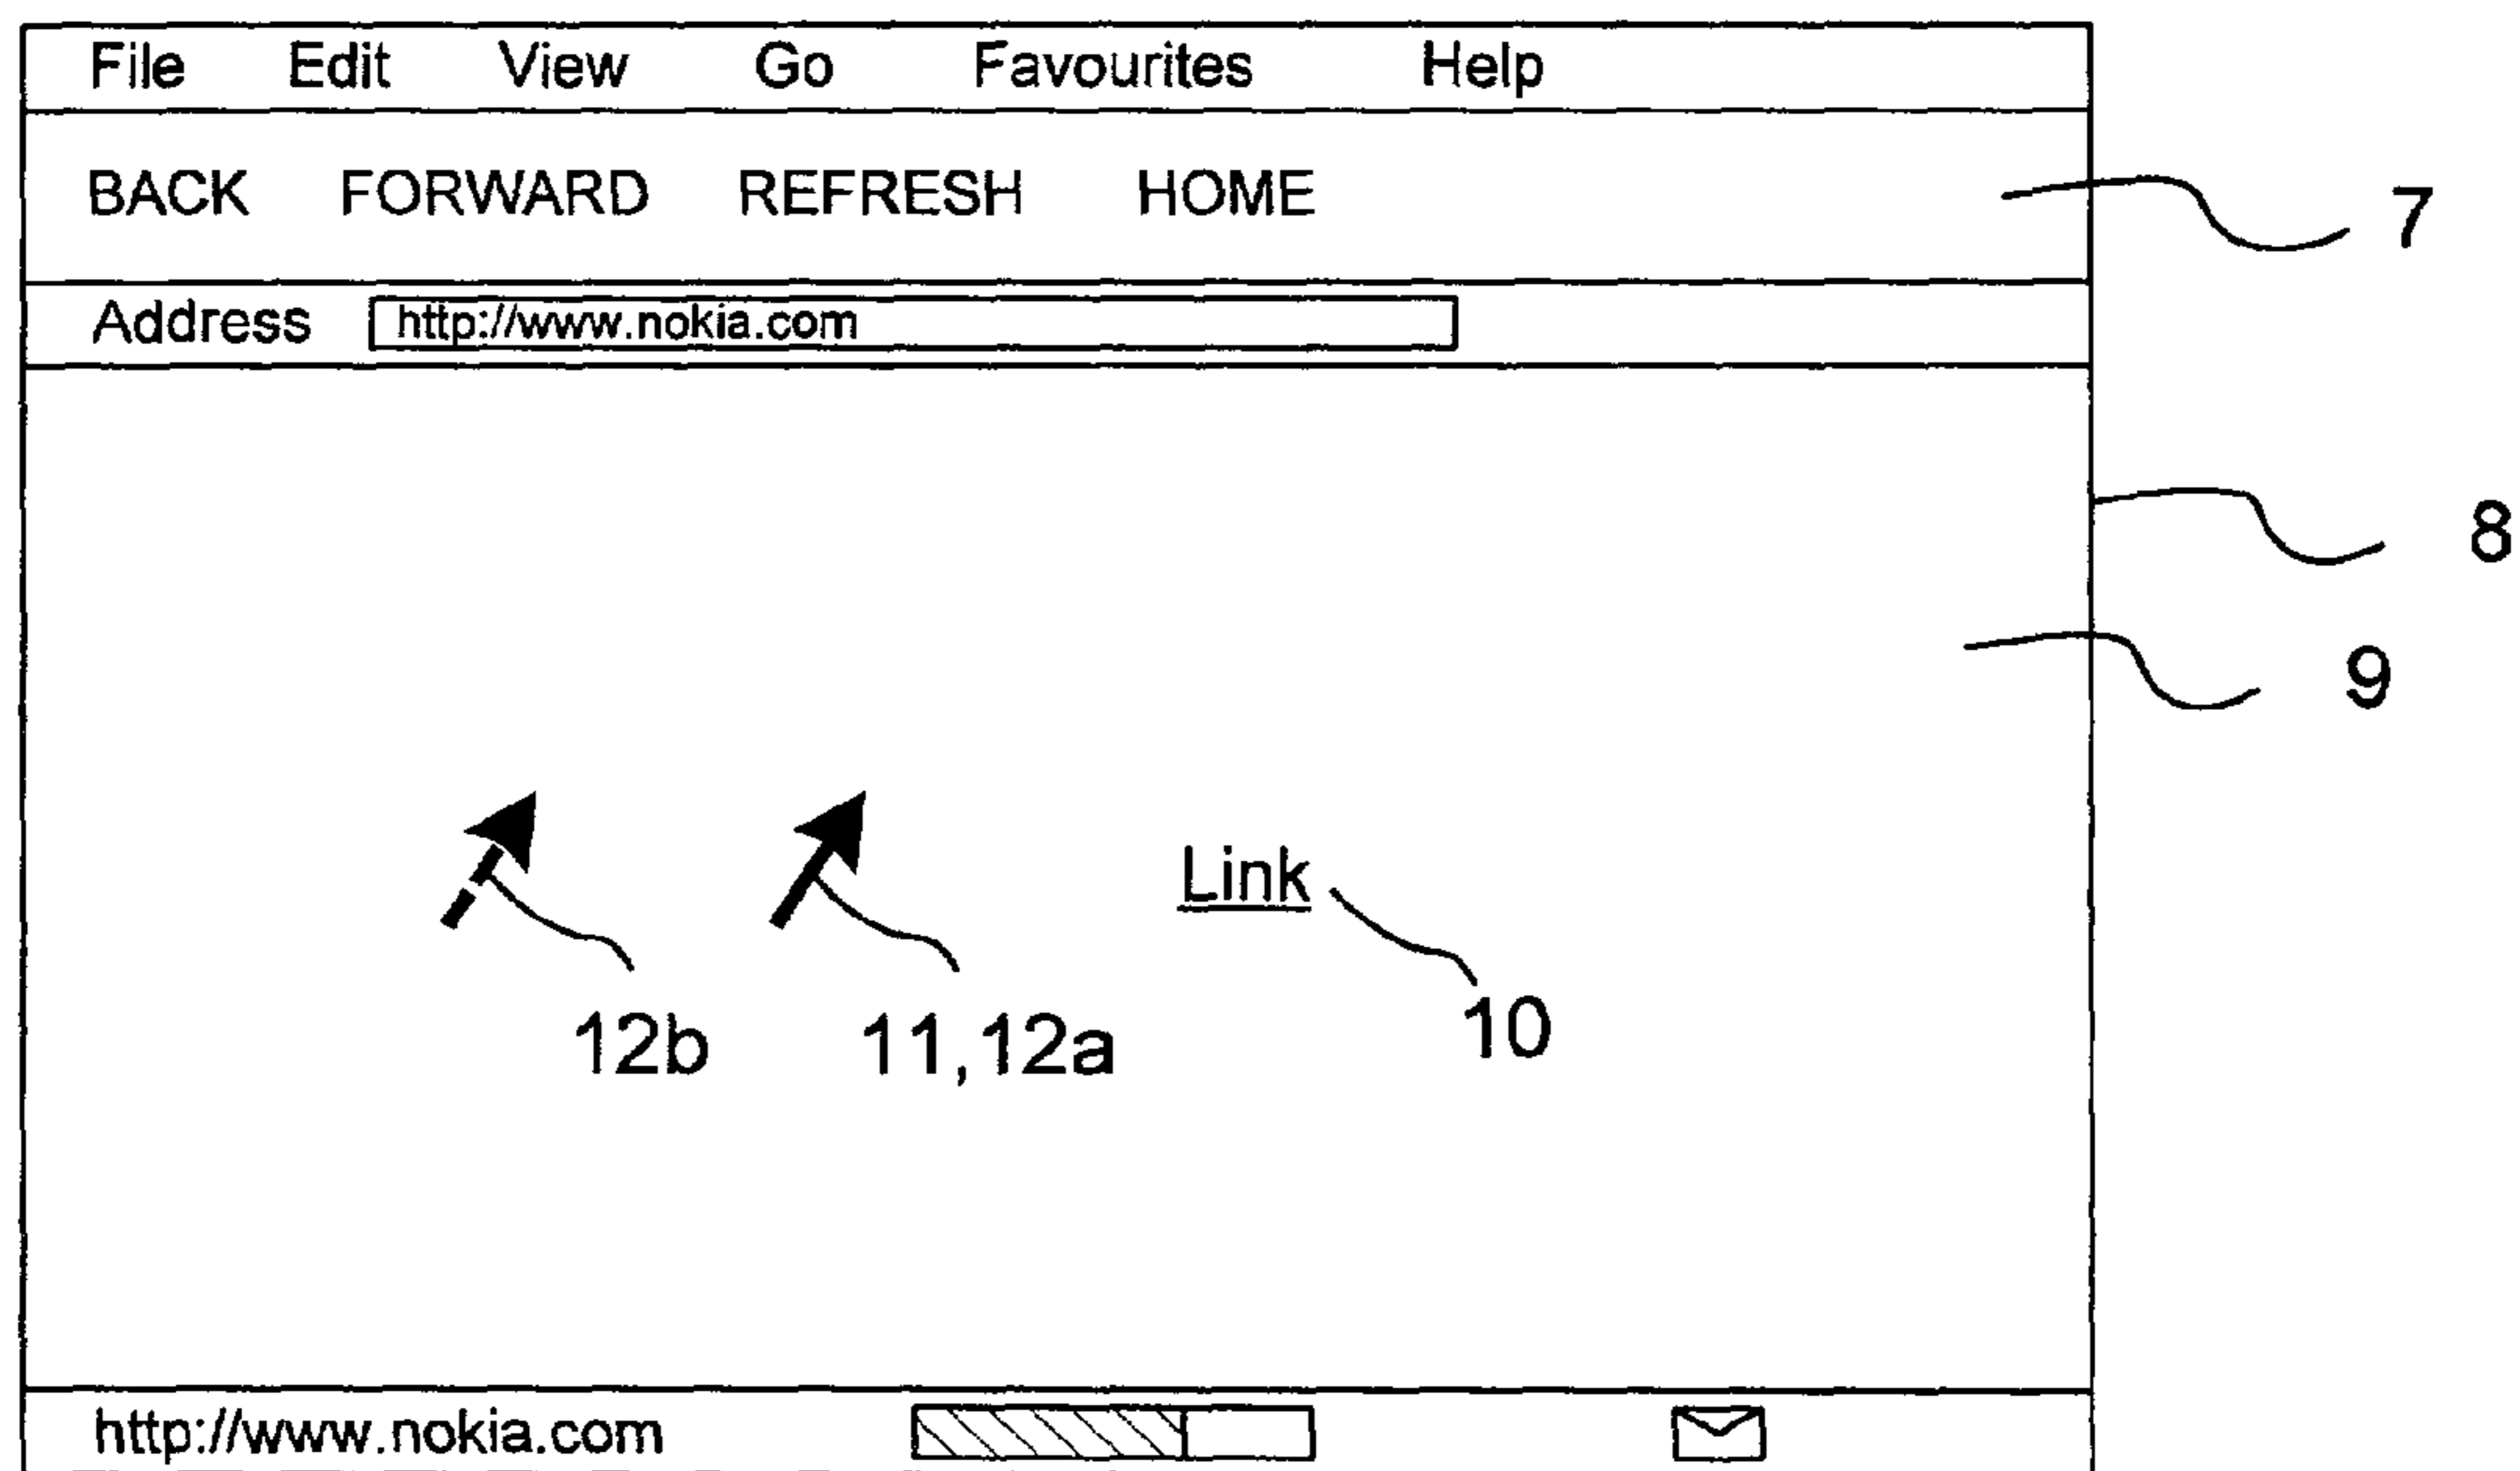 File Edit View Go Favourites Help
BACK FORWARD REFRESH HOME
7
Address http://www.nokia.com
8
9
Link
10
12b 11,12a
http://www.nokia.com